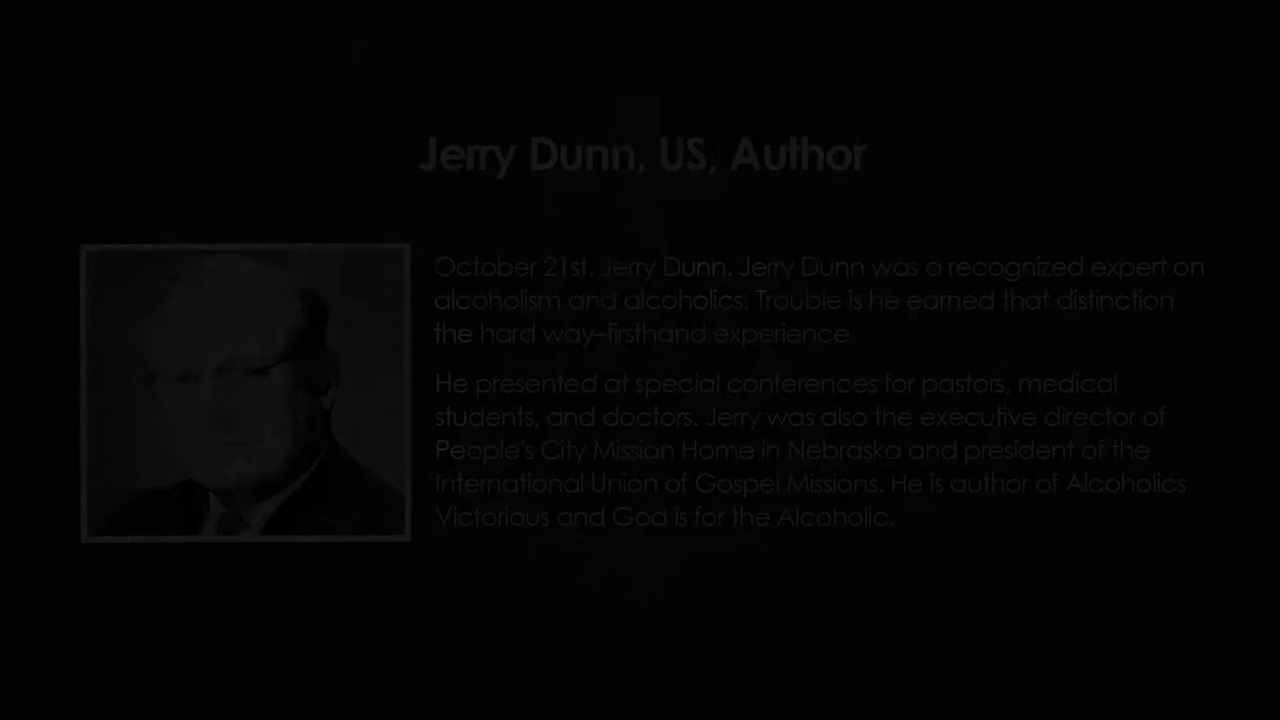 Jerry Dunn, US, Author
October 21st. Jerry Dunn. Jerry Dunn was a recognized expert on
alcoholism and alcoholics. Trouble is he earned that distinction
the hard way–firsthand experience.
He presented at special conferences for pastors, medical
students, and doctors. Jerry was also the executive director of
People's City Mission Home in Nebraska and president of the
International Union of Gospel Missions. He is author of Alcoholics
Victorious and God is for the Alcoholic.